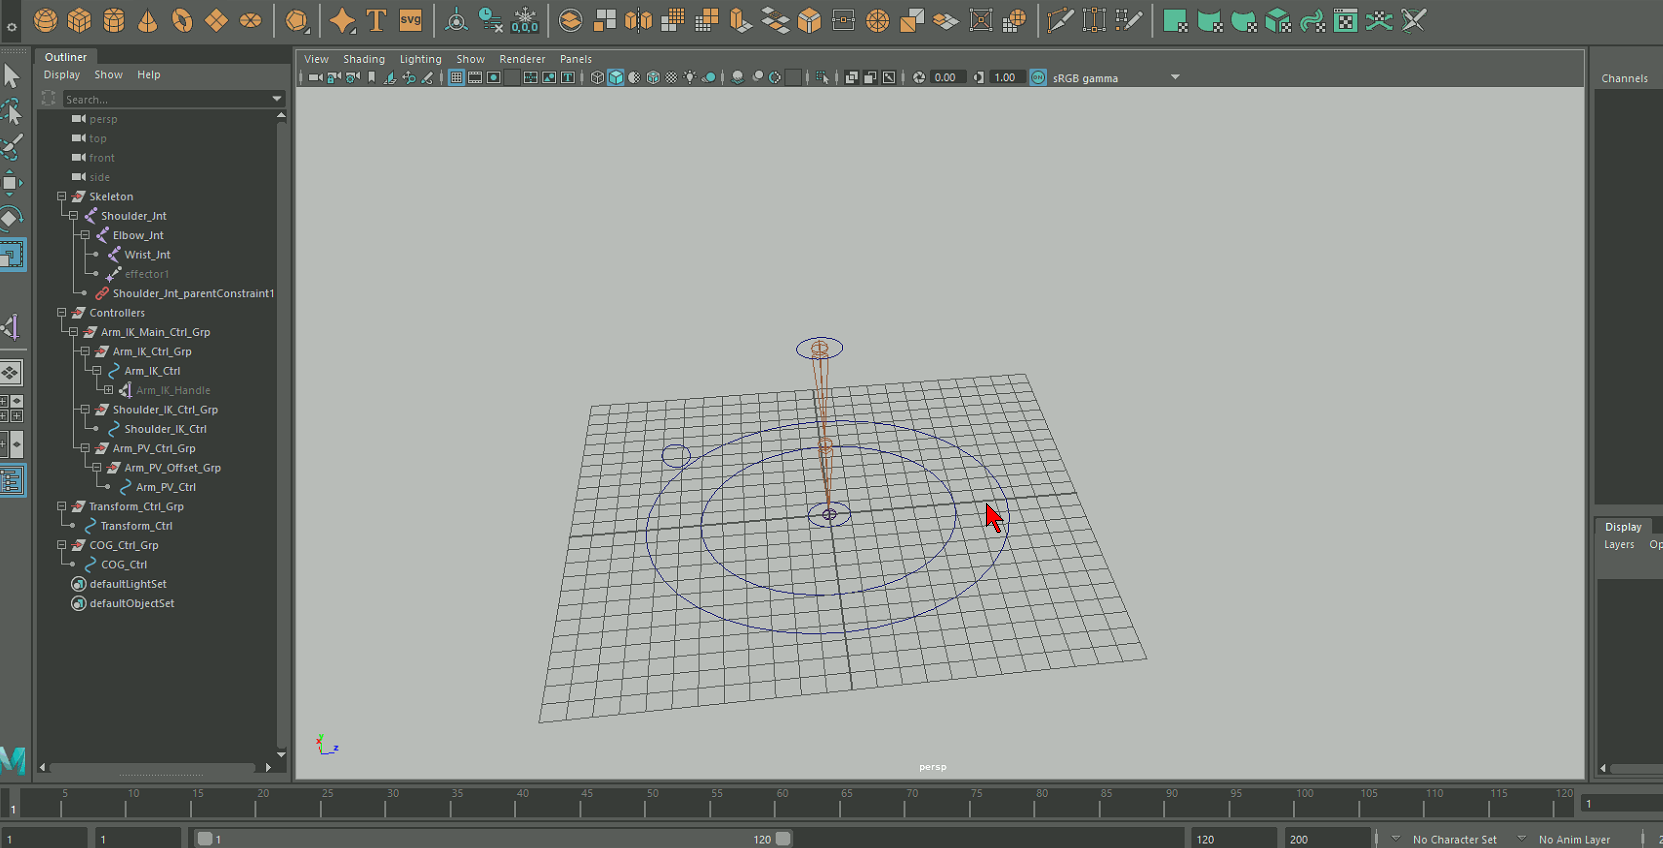 T
svg
0,0,0
Outliner
Display Show Help
Search...
persp
top
front
side
Skeleton
Shoulder_Jnt
Elbow_Jnt
Wrist_Jnt
effector1
Shoulder_Jnt_parentConstraint1
Controllers
Arm_IK_Main_Ctrl_Grp
Arm_IK_Ctrl_Grp
Arm_IK_Ctrl
Arm_IK_Handle
Shoulder_IK_Ctrl_Grp
Shoulder_IK_Ctrl
Arm_PV_Ctrl_Grp
Arm_PV_Offset_Grp
Arm_PV_Ctrl
Transform_Ctrl_Grp
Transform_Ctrl
COG_Ctrl_Grp
COG_Ctrl
defaultLightSet
defaultObjectSet
View Shading Lighting Show Renderer Panels
0.00 1.00 ON sRGB gamma
x y z
persp
Channels
Display
Layers Op
M
1 5 10 15 20 25 30 35 40 45 50 55 60 65 70 75 80 85 90 95 100 105 110 115 120 1
1 1 1 120 120 200 No Character Set No Anim Layer